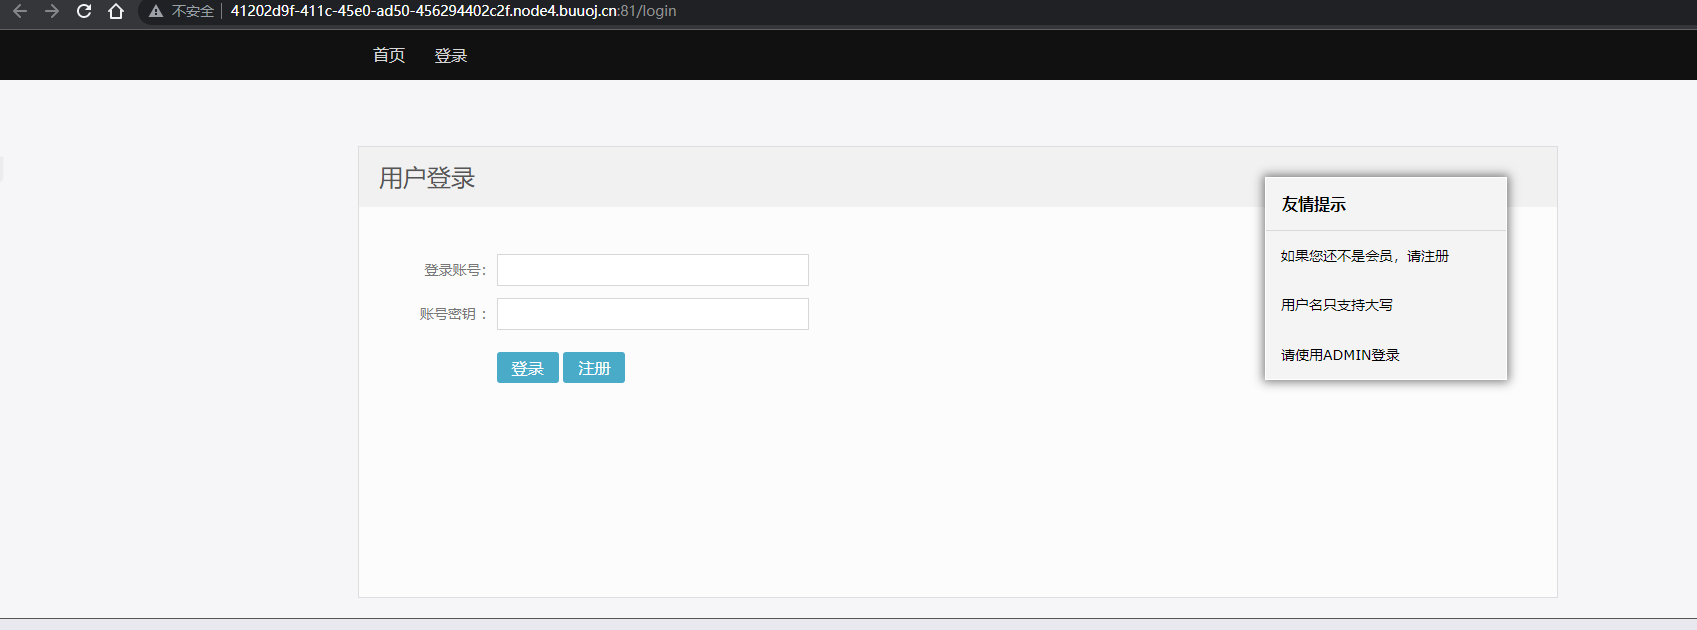 不安全 41202d9f-411c-45e0-ad50-456294402c2f.node4.buuoj.cn:81/login
首页 登录
用户登录
友情提示
如果您还不是会员，请注册
用户名只支持大写
请使用ADMIN登录
登录账号：
账号密钥：
登录 注册